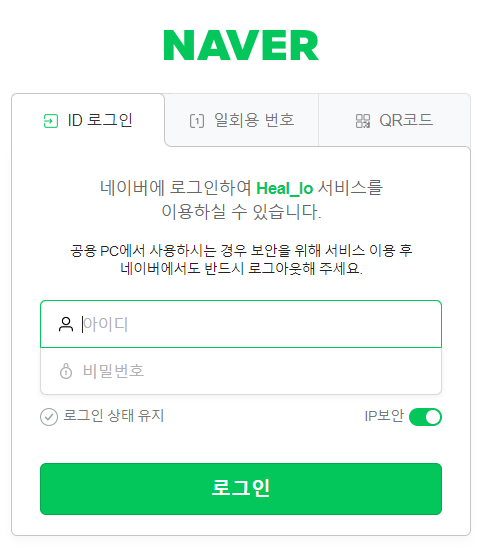 NAVER
ID 로그인
1 일회용 번호
QR코드
네이버에 로그인하여 Heal_lo 서비스를
이용하실 수 있습니다.
공용 PC에서 사용하시는 경우 보안을 위해 서비스 이용 후
네이버에서도 반드시 로그아웃해 주세요.
아이디
비밀번호
로그인 상태 유지
IP보안
로그인